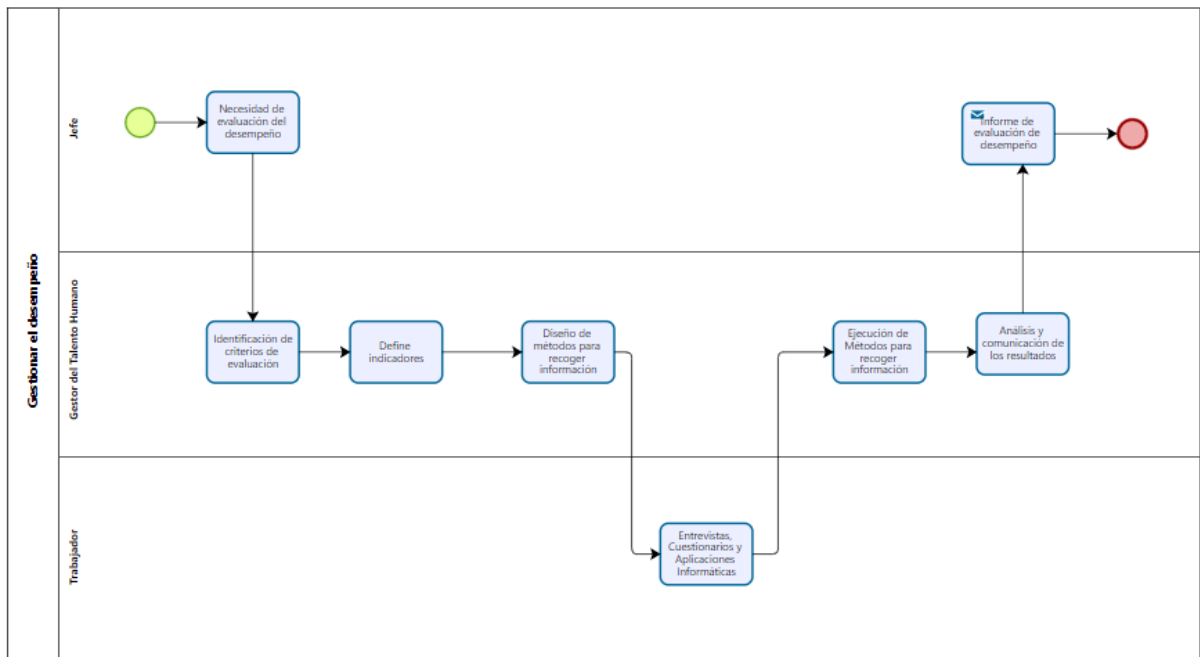 Gestionar el desempeño
Jefe
Necesidad de
evaluación del
desempeño
Informe de
evaluación de
desempeño
Gestor del Talento Humano
Identificación de
criterios de
evaluación
Define
indicadores
Diseño de
métodos para
recoger
información
Ejecución de
Métodos para
recoger
información
Análisis y
comunicación de
los resultados
Trabajador
Entrevistas,
Cuestionarios y
Aplicaciones
Informáticas